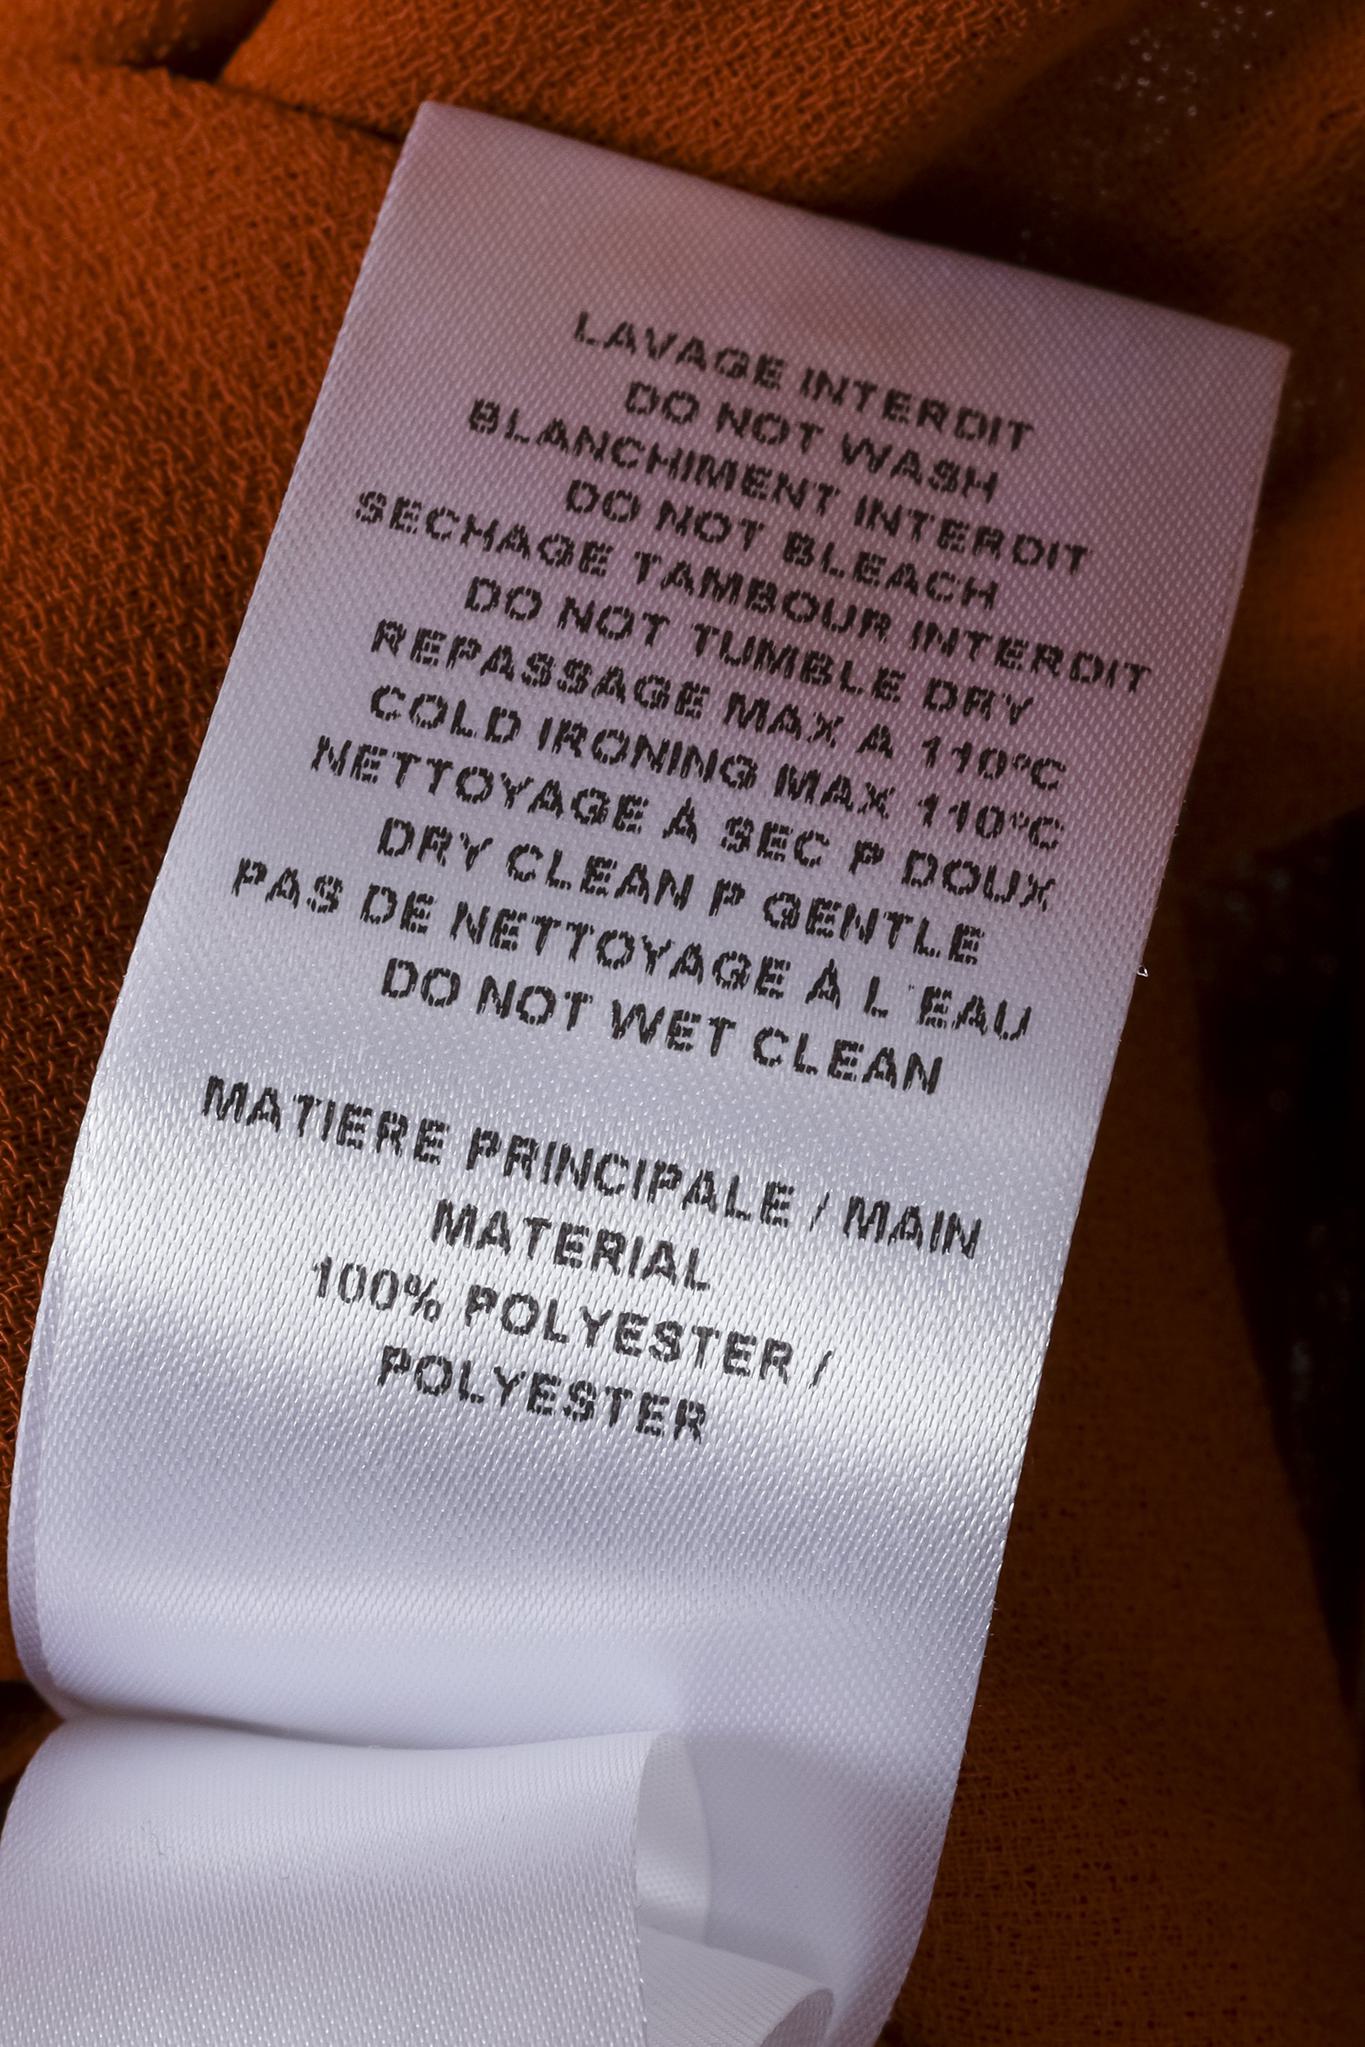 LAVAGE INTERDIT
DO NOT WASH
BLANCHIMENT INTERDIT
DO NOT BLEACH
SECHAGE TAMBOUR INTERDIT
DO NOT TUMBLE DRY
REPASSAGE MAX A 110°C
COLD IRONING MAX 110°C
NETTOYAGE A SEC P DOUX
DRY CLEAN P GENTLE
PAS DE NETTOYAGE A L'EAU
DO NOT WET CLEAN
MATIERE PRINCIPALE / MAIN
MATERIAL
100% POLYESTER /
POLYESTER